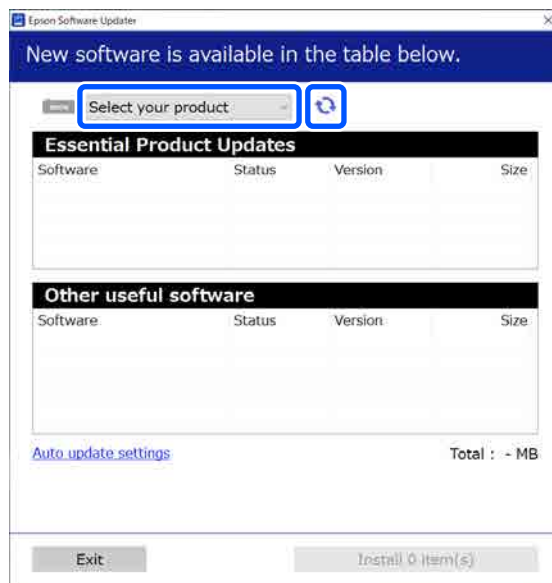 Epson Software Updater
New software is available in the table below.
Select your product
Essential Product Updates
Software Status Version Size
Other useful software
Software Status Version Size
Auto update settings Total : - MB
Exit Install 0 item(s)